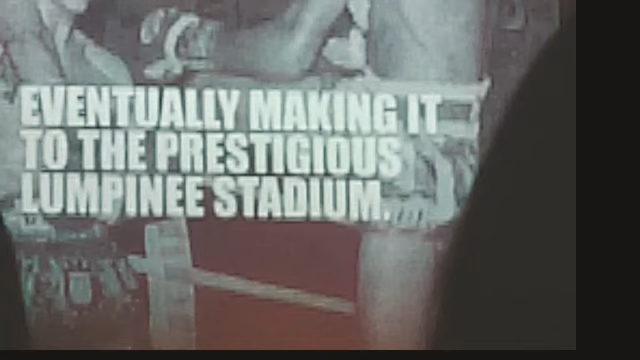 EVENTUALLY MAKING IT
TO THE PRESTIGIOUS
LUMPINEE STADIUM.